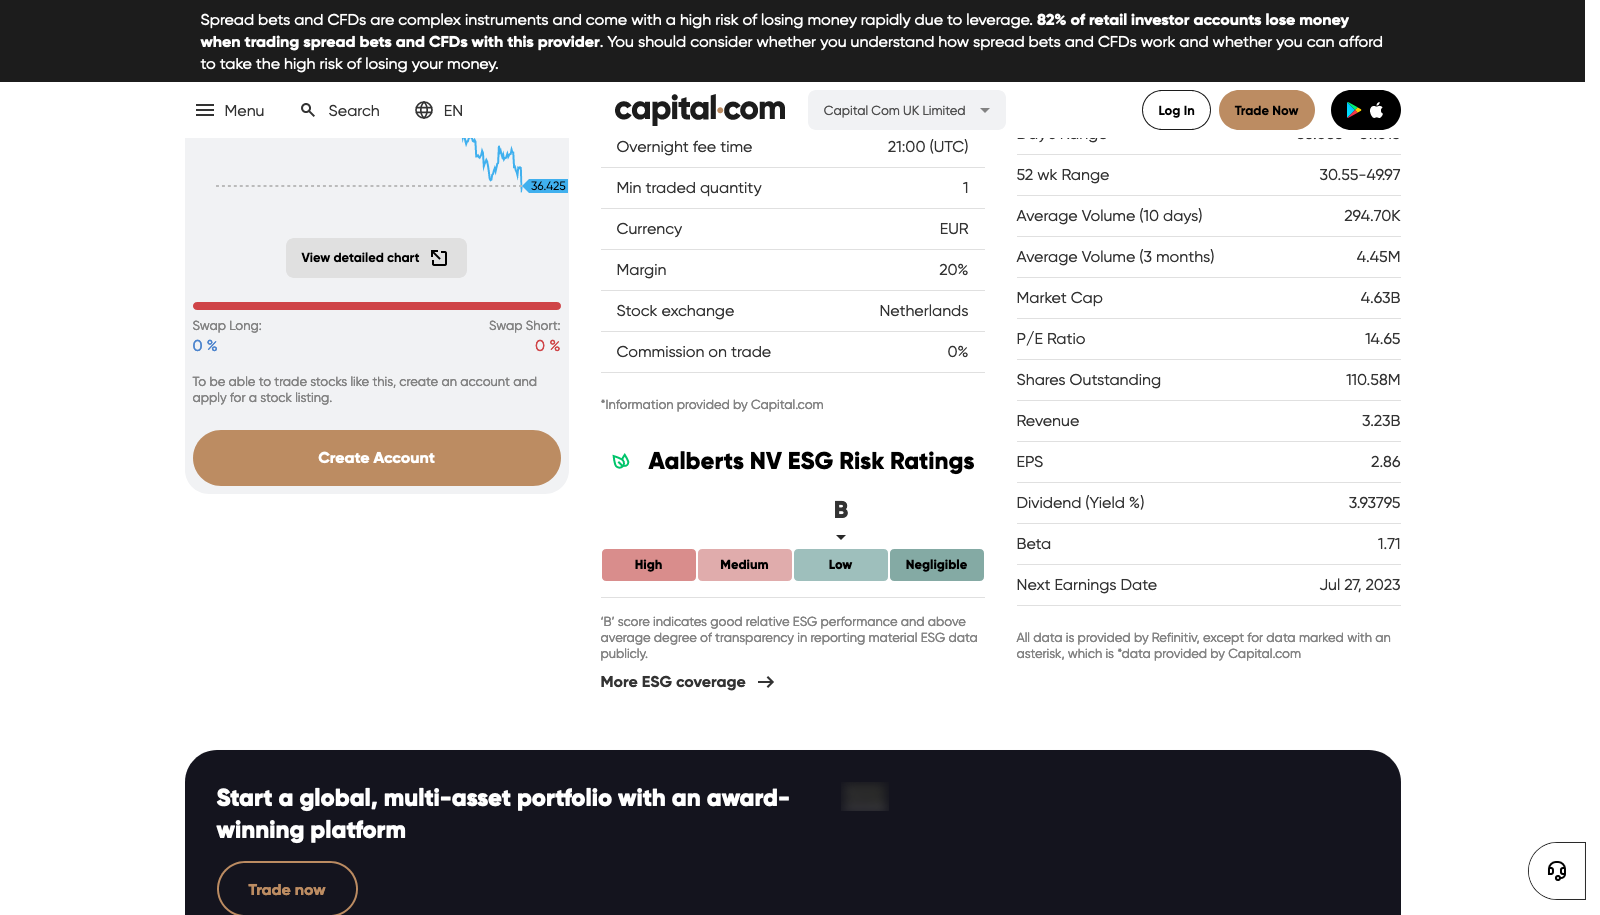 Spread bets and CFDs are complex instruments and come with a high risk of losing money rapidly due to leverage. 82% of retail investor accounts lose money
when trading spread bets and CFDs with this provider. You should consider whether you understand how spread bets and CFDs work and whether you can afford
to take the high risk of losing your money.
Menu
Search
EN
capital.com
Capital Com UK Limited
Log In
Trade Now
36.425
View detailed chart
Swap Long:
Swap Short:
0 %
0 %
To be able to trade stocks like this, create an account and
apply for a stock listing.
Create Account
Overnight fee time 21:00 (UTC)
Min traded quantity 1
Currency EUR
Margin 20%
Stock exchange Netherlands
Commission on trade 0%
*Information provided by Capital.com
Aalberts NV ESG Risk Ratings
B
High
Medium
Low
Negligible
'B' score indicates good relative ESG performance and above
average degree of transparency in reporting material ESG data
publicly.
More ESG coverage
52 wk Range 30.55-49.97
Average Volume (10 days) 294.70K
Average Volume (3 months) 4.45M
Market Cap 4.63B
P/E Ratio 14.65
Shares Outstanding 110.58M
Revenue 3.23B
EPS 2.86
Dividend (Yield %) 3.93795
Beta 1.71
Next Earnings Date Jul 27, 2023
All data is provided by Refinitiv, except for data marked with an
asterisk, which is *data provided by Capital.com
Start a global, multi-asset portfolio with an award-
winning platform
Trade now